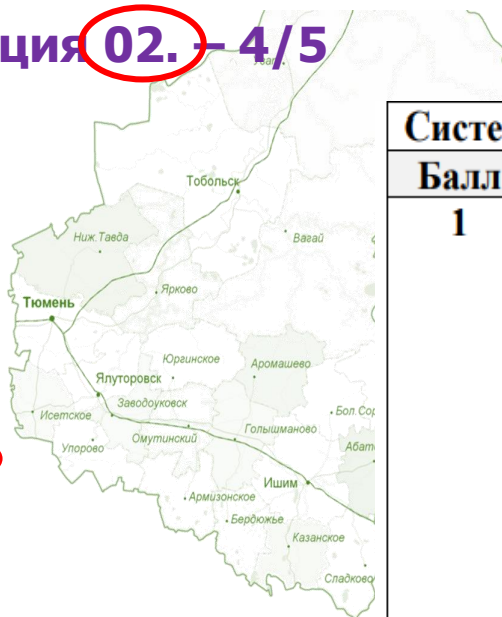 ция 02. – 4/5
Систе
Балл
1
Уват
Тобольск
Ниж.Тавда
Вагай
Ярково
Тюмень
Юргинское
Аромашево
Ялуторовск
Заводоуковск
Исетское
Бол.Сор
Омутинский
Голышманово
Упорово
Абат
Ишим
Армизонское
Бердюжье
Казанское
Сладково